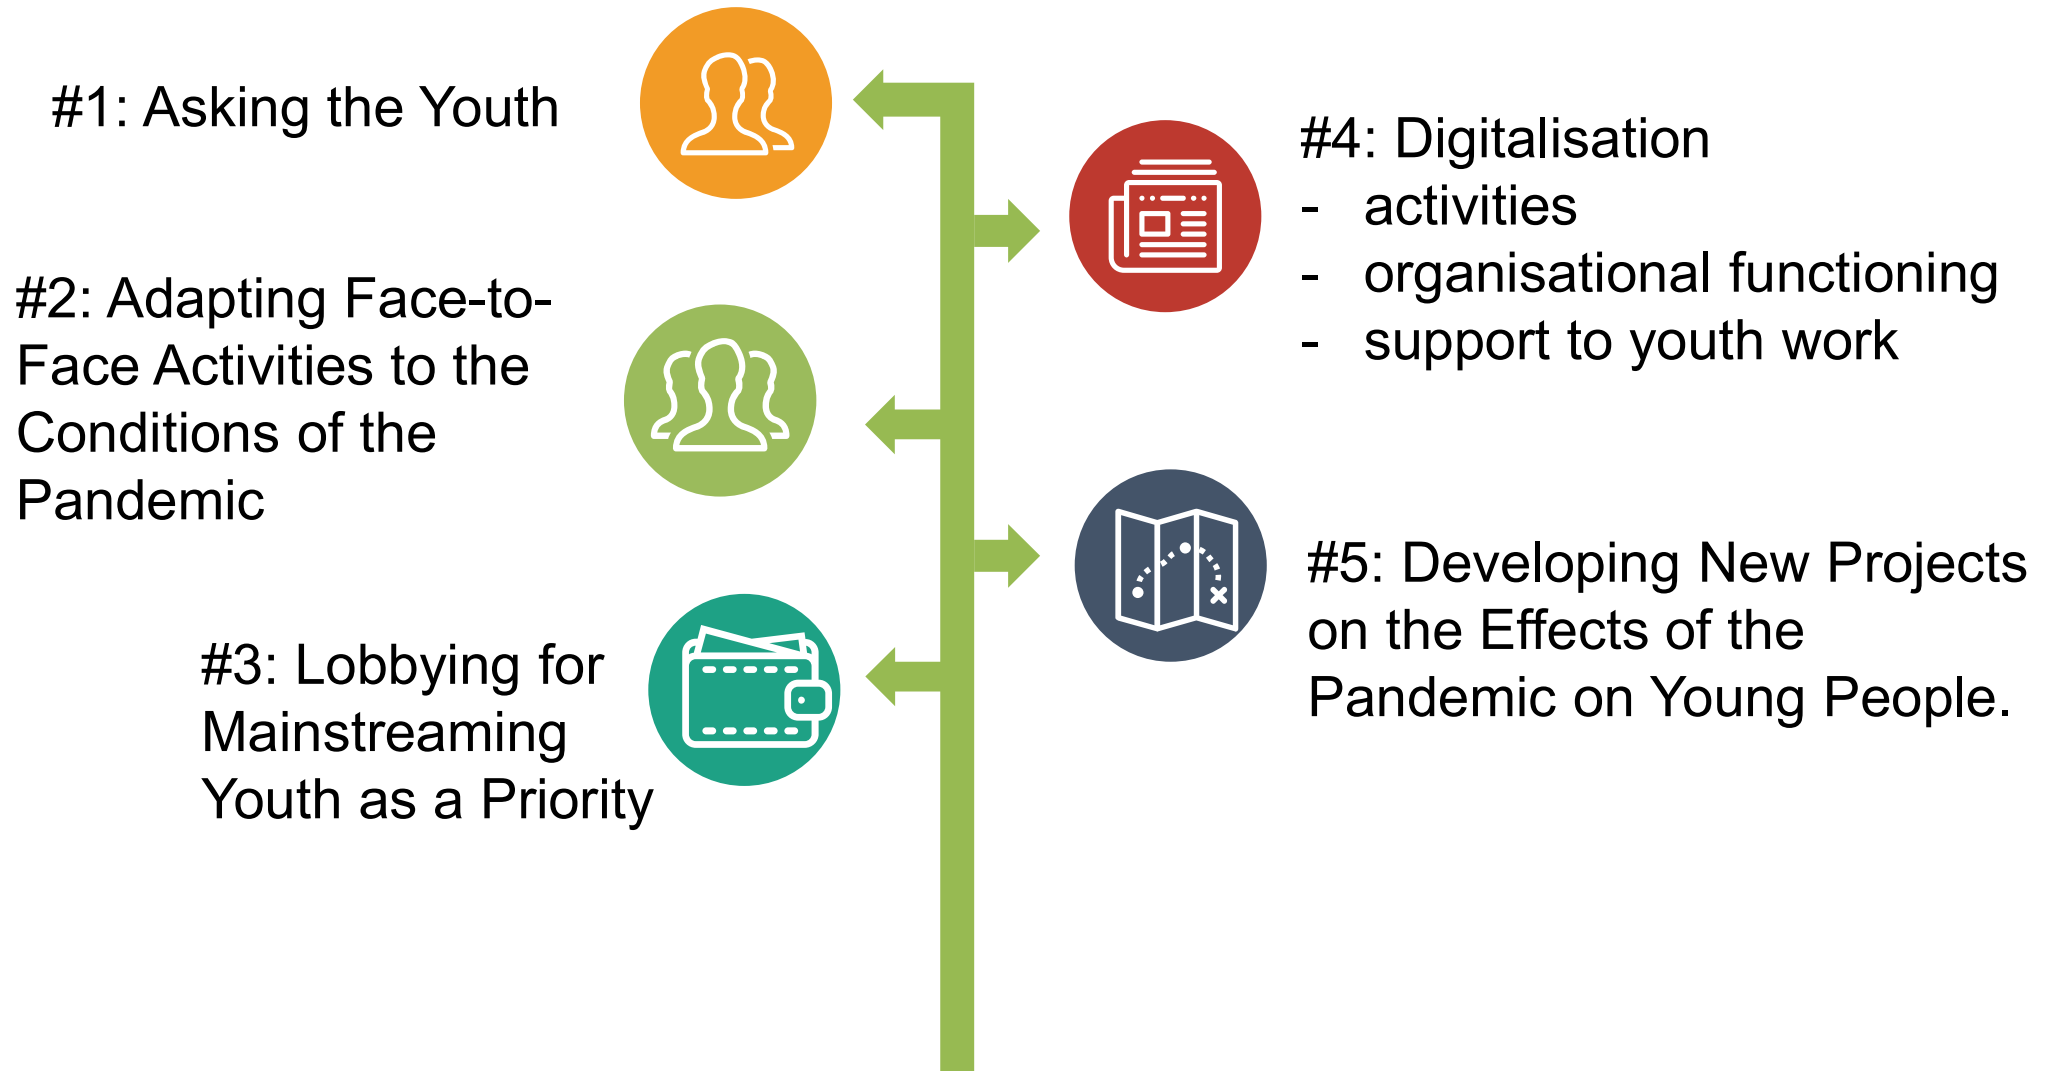 #1: Asking the Youth
#2: Adapting Face-to-
Face Activities to the
Conditions of the
Pandemic
#3: Lobbying for
Mainstreaming
Youth as a Priority
#4: Digitalisation
- activities
- organisational functioning
- support to youth work
#5: Developing New Projects
on the Effects of the
Pandemic on Young People.